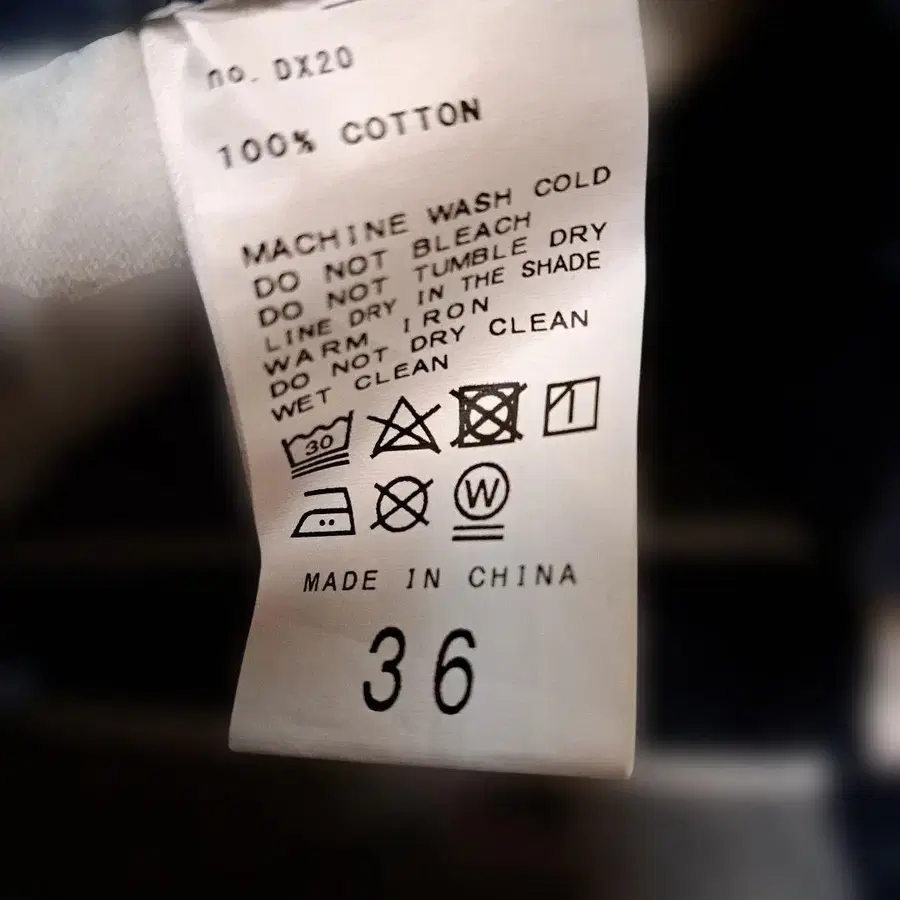 no. DX20
100% COTTON
MACHINE WASH COLD
DO NOT BLEACH
DO NOT TUMBLE DRY
LINE DRY IN THE SHADE
WARM IRON
DO NOT DRY CLEAN
WET CLEAN
30
W
MADE IN CHINA
36